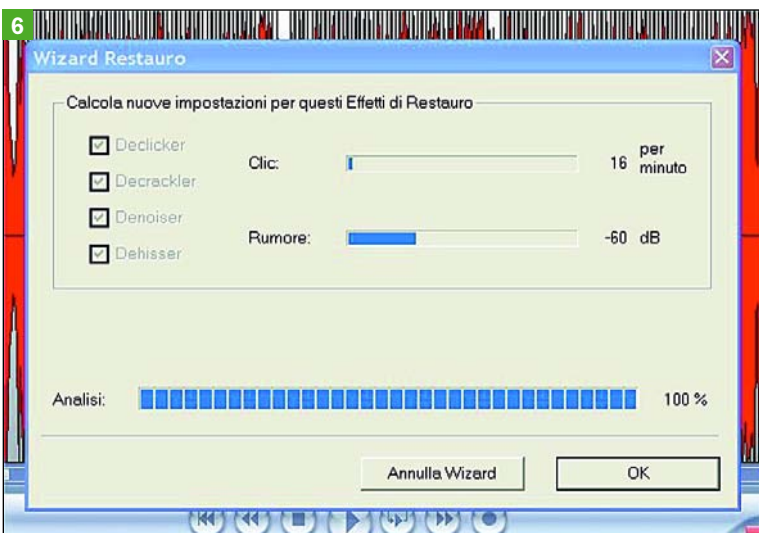 6
Wizard Restauro
Calcola nuove impostazioni per questi Effetti di Restauro
Declicker
Decrackler
Denoiser
Dehisser
Clic:
16 per minuto
Rumore:
-60 dB
Analisi:
100 %
Annulla Wizard
OK